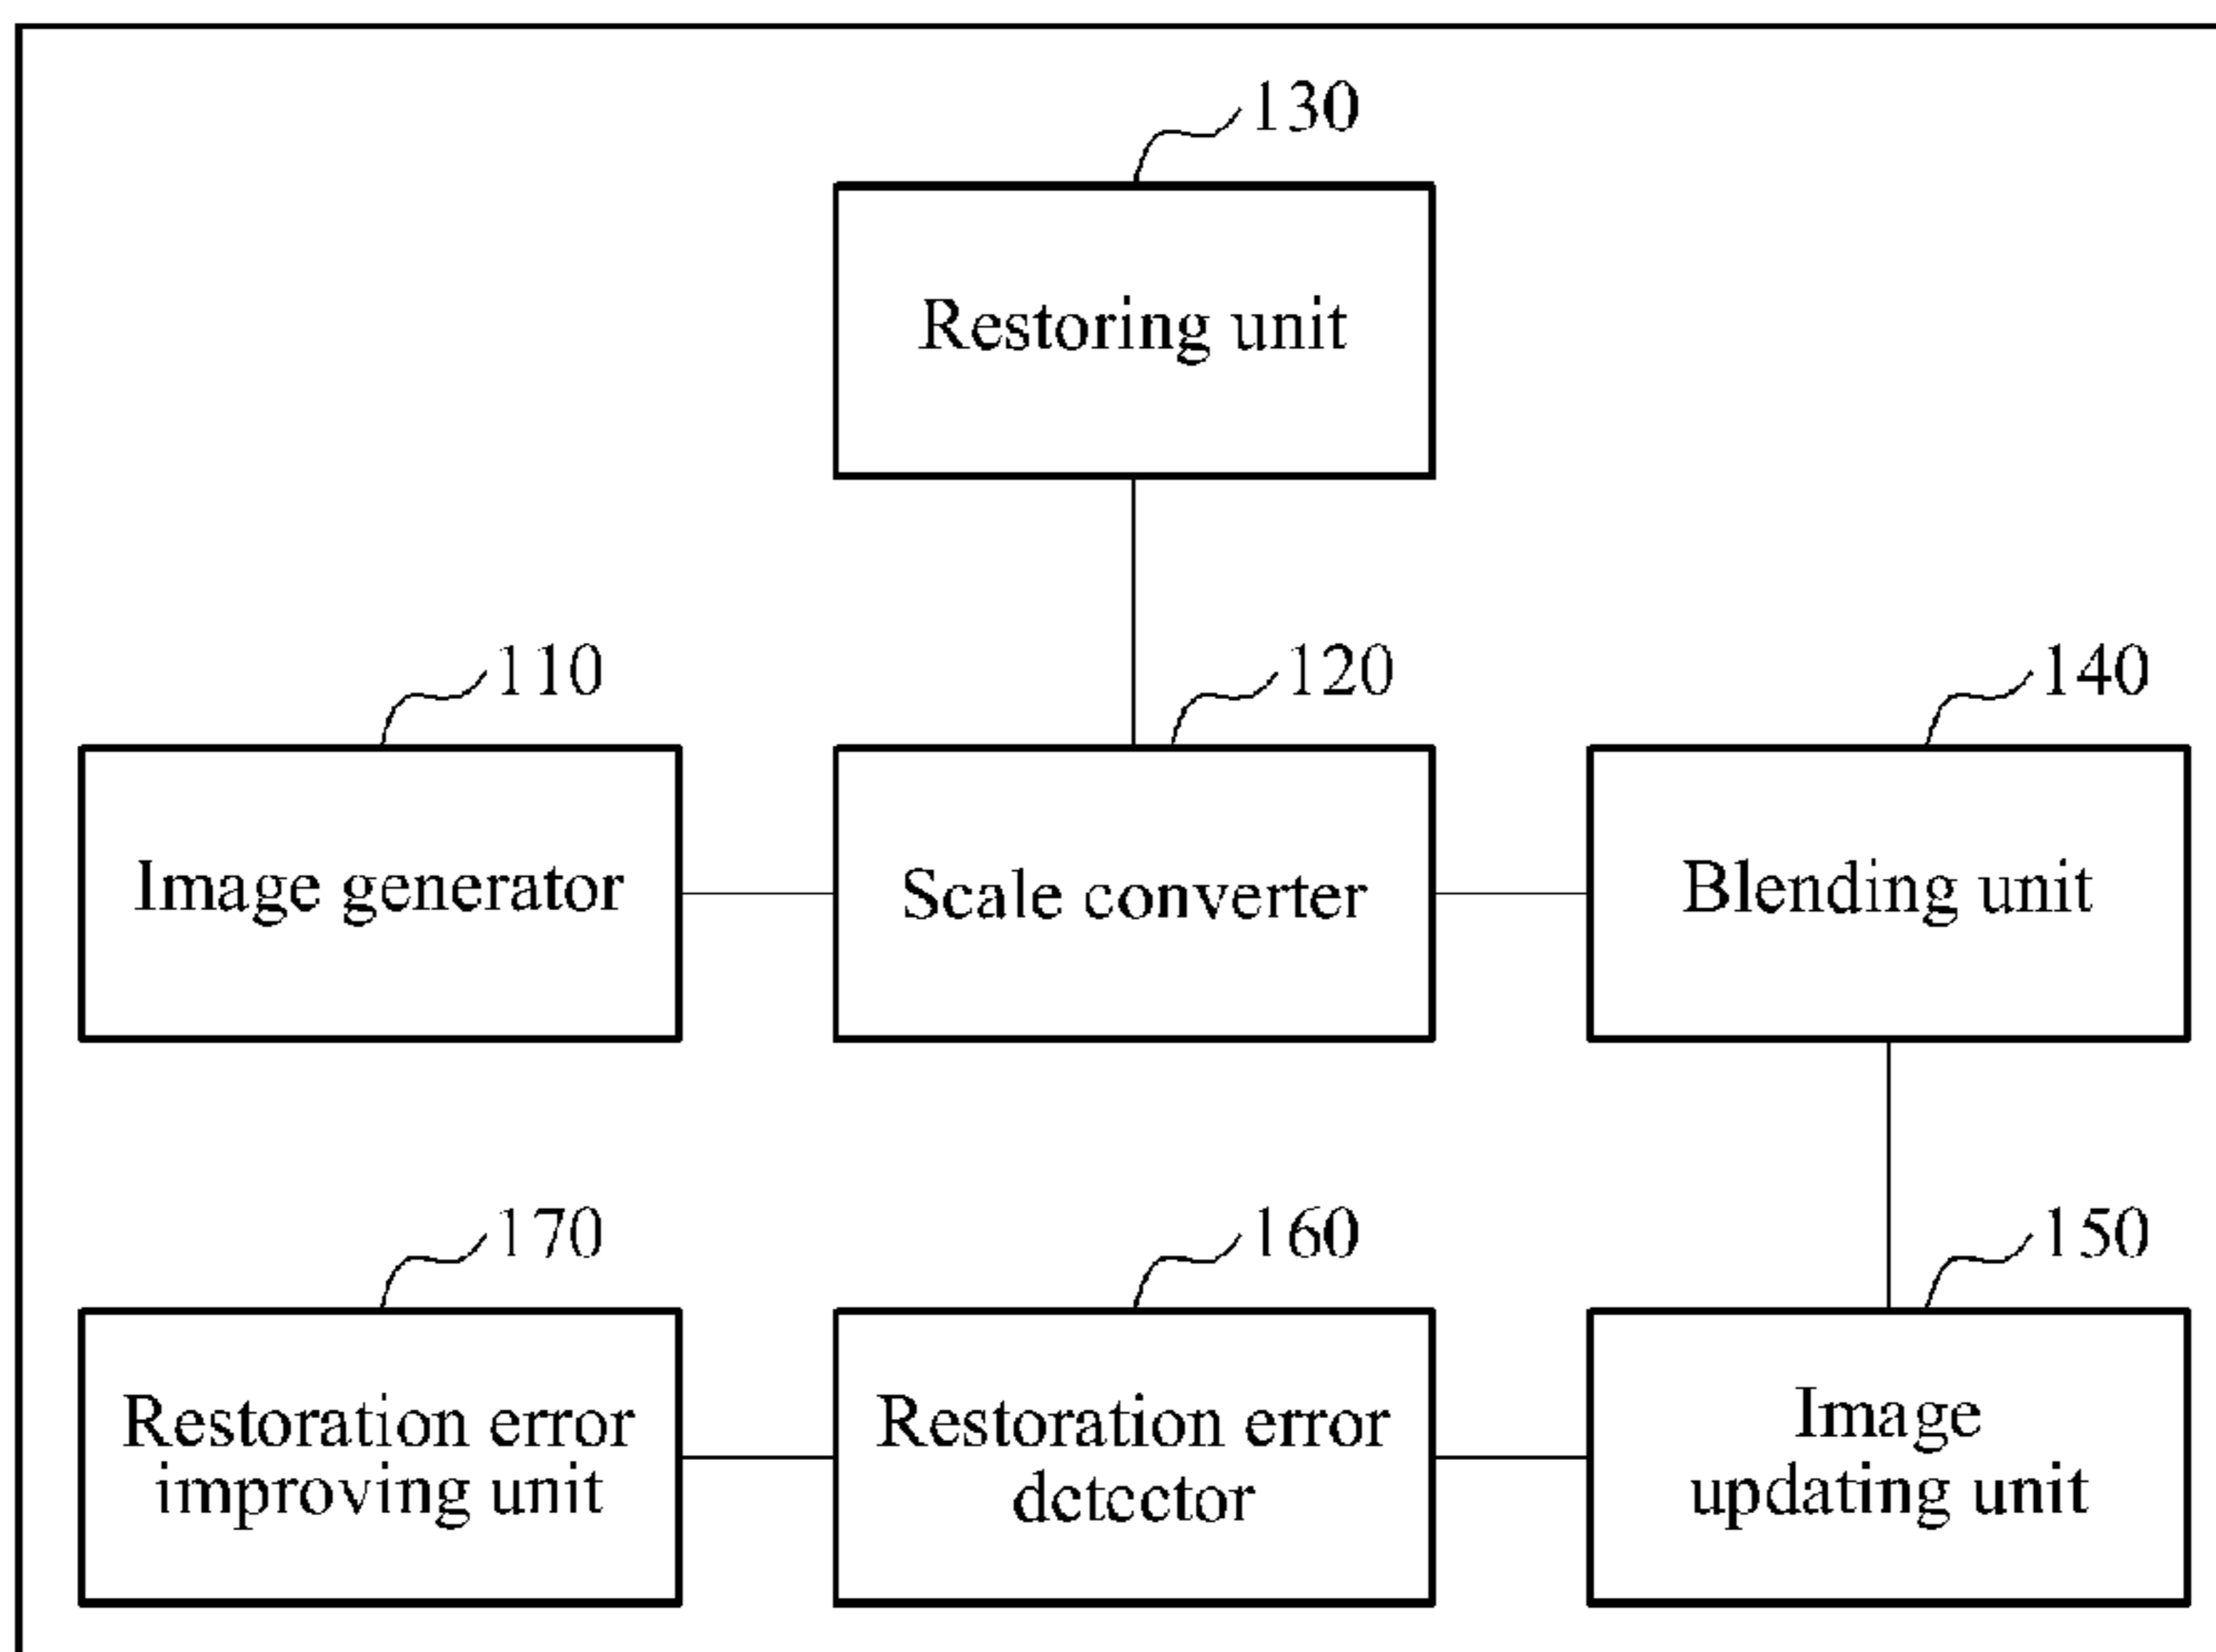 130
Restoring unit
110
120
140
Image generator
Scale converter
Blending unit
170
160
150
Restoration error
improving unit
Restoration error
detector
Image
updating unit